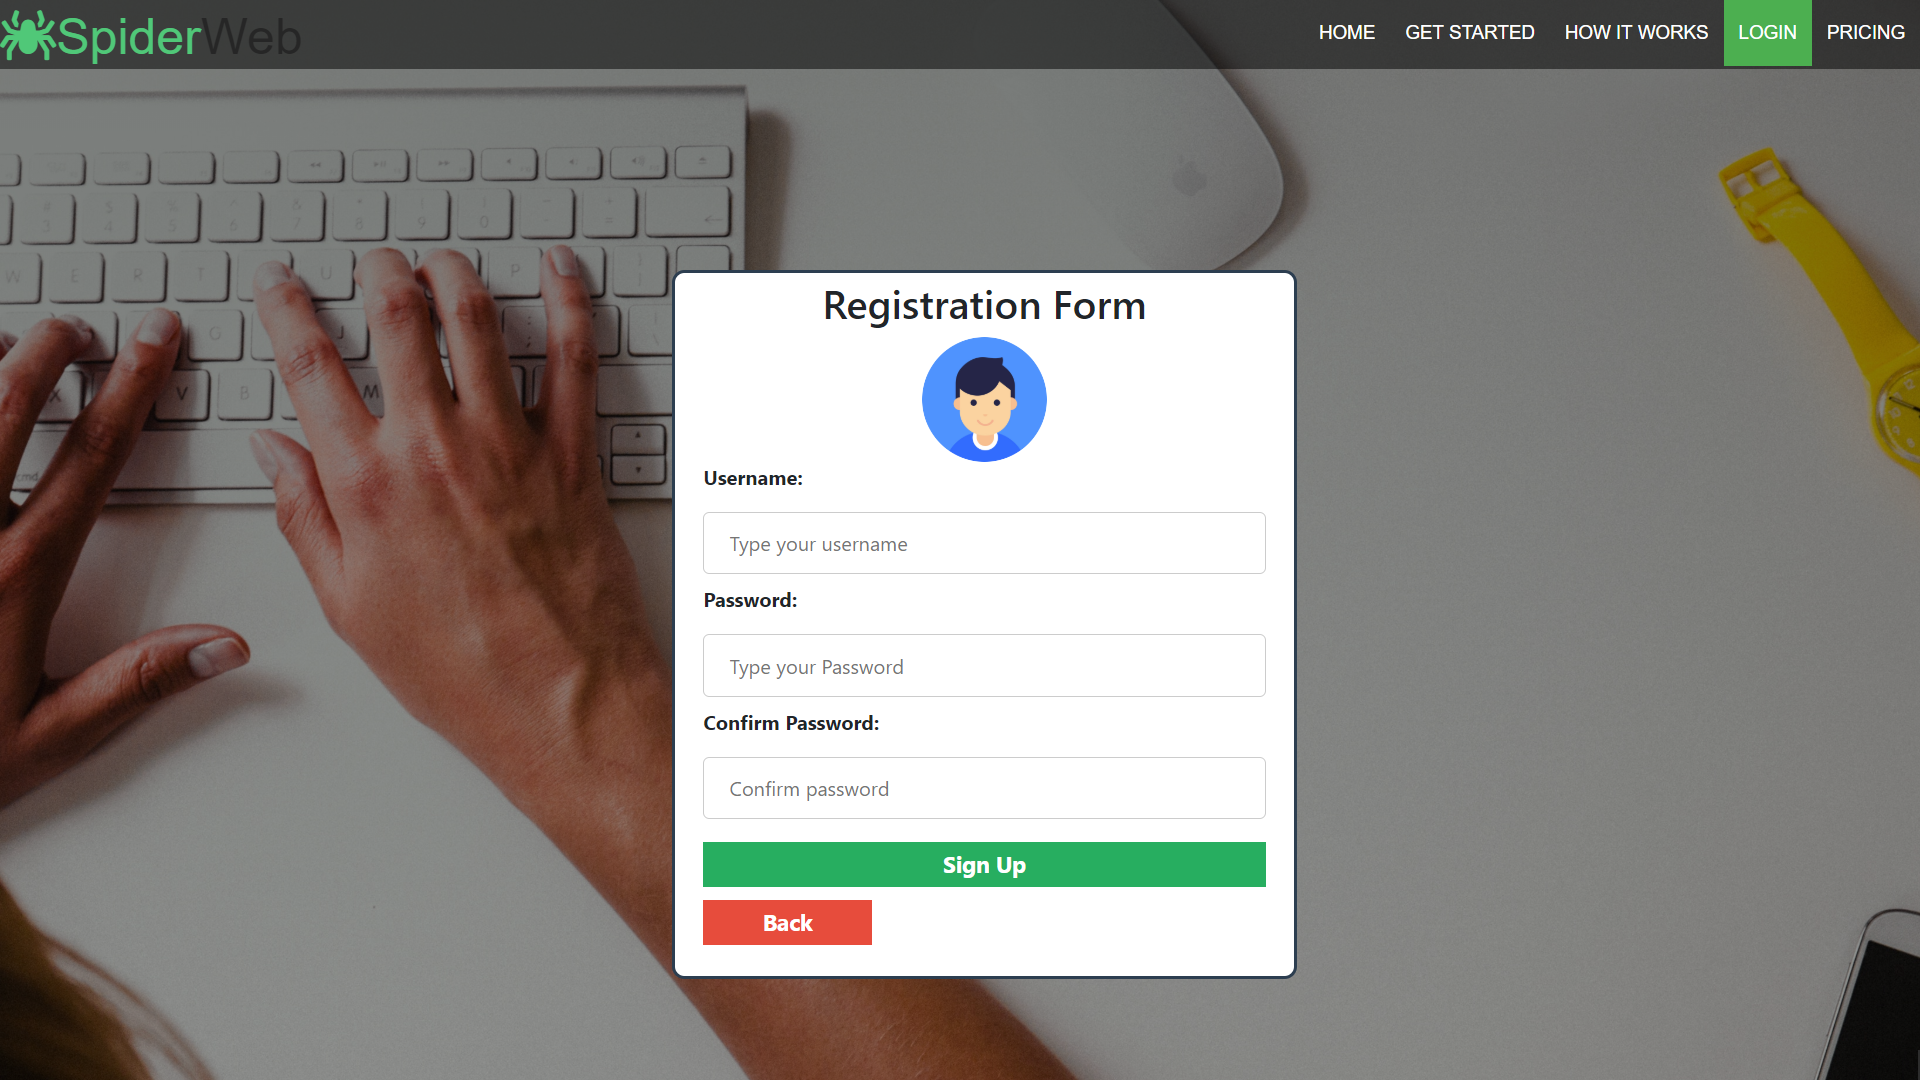 SpiderWeb
HOME GET STARTED HOW IT WORKS LOGIN PRICING
Registration Form
Username:
Type your username
Password:
Type your Password
Confirm Password:
Confirm password
Sign Up
Back